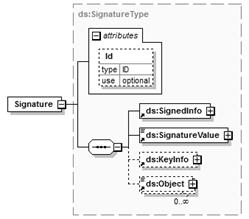 ds:SignatureType
attributes
Id
type ID
use optional
Signature
ds:SignedInfo
ds:SignatureValue
ds:KeyInfo
ds:Object
0..∞